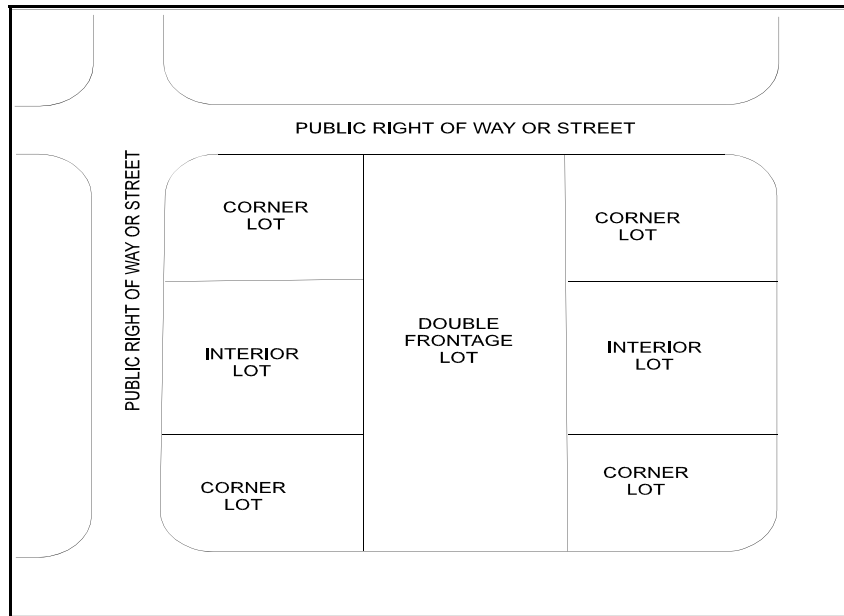 PUBLIC RIGHT OF WAY OR STREET
PUBLIC RIGHT OF WAY OR STREET
CORNER
LOT
CORNER
LOT
DOUBLE
FRONTAGE
LOT
INTERIOR
LOT
INTERIOR
LOT
CORNER
LOT
CORNER
LOT